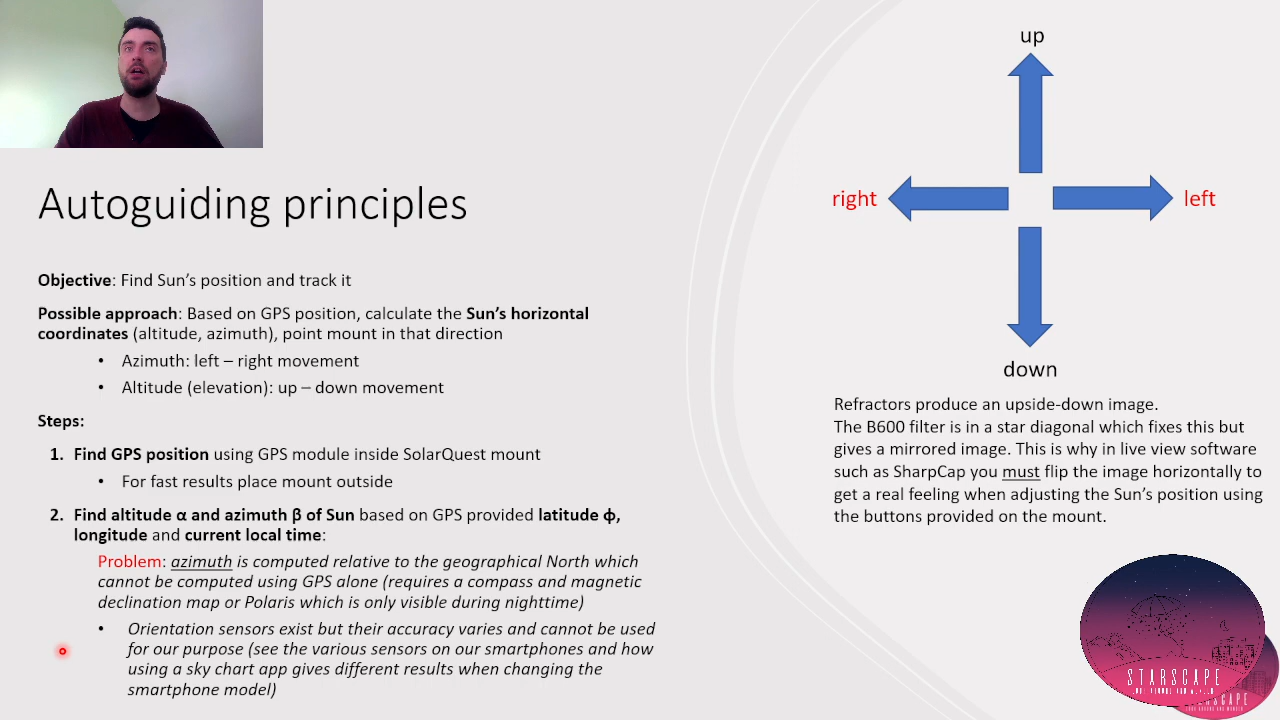 Autoguiding principles
Objective: Find Sun's position and track it
Possible approach: Based on GPS position, calculate the Sun's horizontal
coordinates (altitude, azimuth), point mount in that direction
• Azimuth: left – right movement
• Altitude (elevation): up – down movement
Steps:
1. Find GPS position using GPS module inside SolarQuest mount
• For fast results place mount outside
2. Find altitude α and azimuth β of Sun based on GPS provided latitude ϕ,
longitude and current local time:
Problem: azimuth is computed relative to the geographical North which
cannot be computed using GPS alone (requires a compass and magnetic
declination map or Polaris which is only visible during nighttime)
• Orientation sensors exist but their accuracy varies and cannot be used
for our purpose (see the various sensors on our smartphones and how
using a sky chart app gives different results when changing the
smartphone model)
up
right
left
down
Refractors produce an upside-down image.
The B600 filter is in a star diagonal which fixes this but
gives a mirrored image. This is why in live view software
such as SharpCap you must flip the image horizontally to
get a real feeling when adjusting the Sun's position using
the buttons provided on the mount.
STARSCAPE